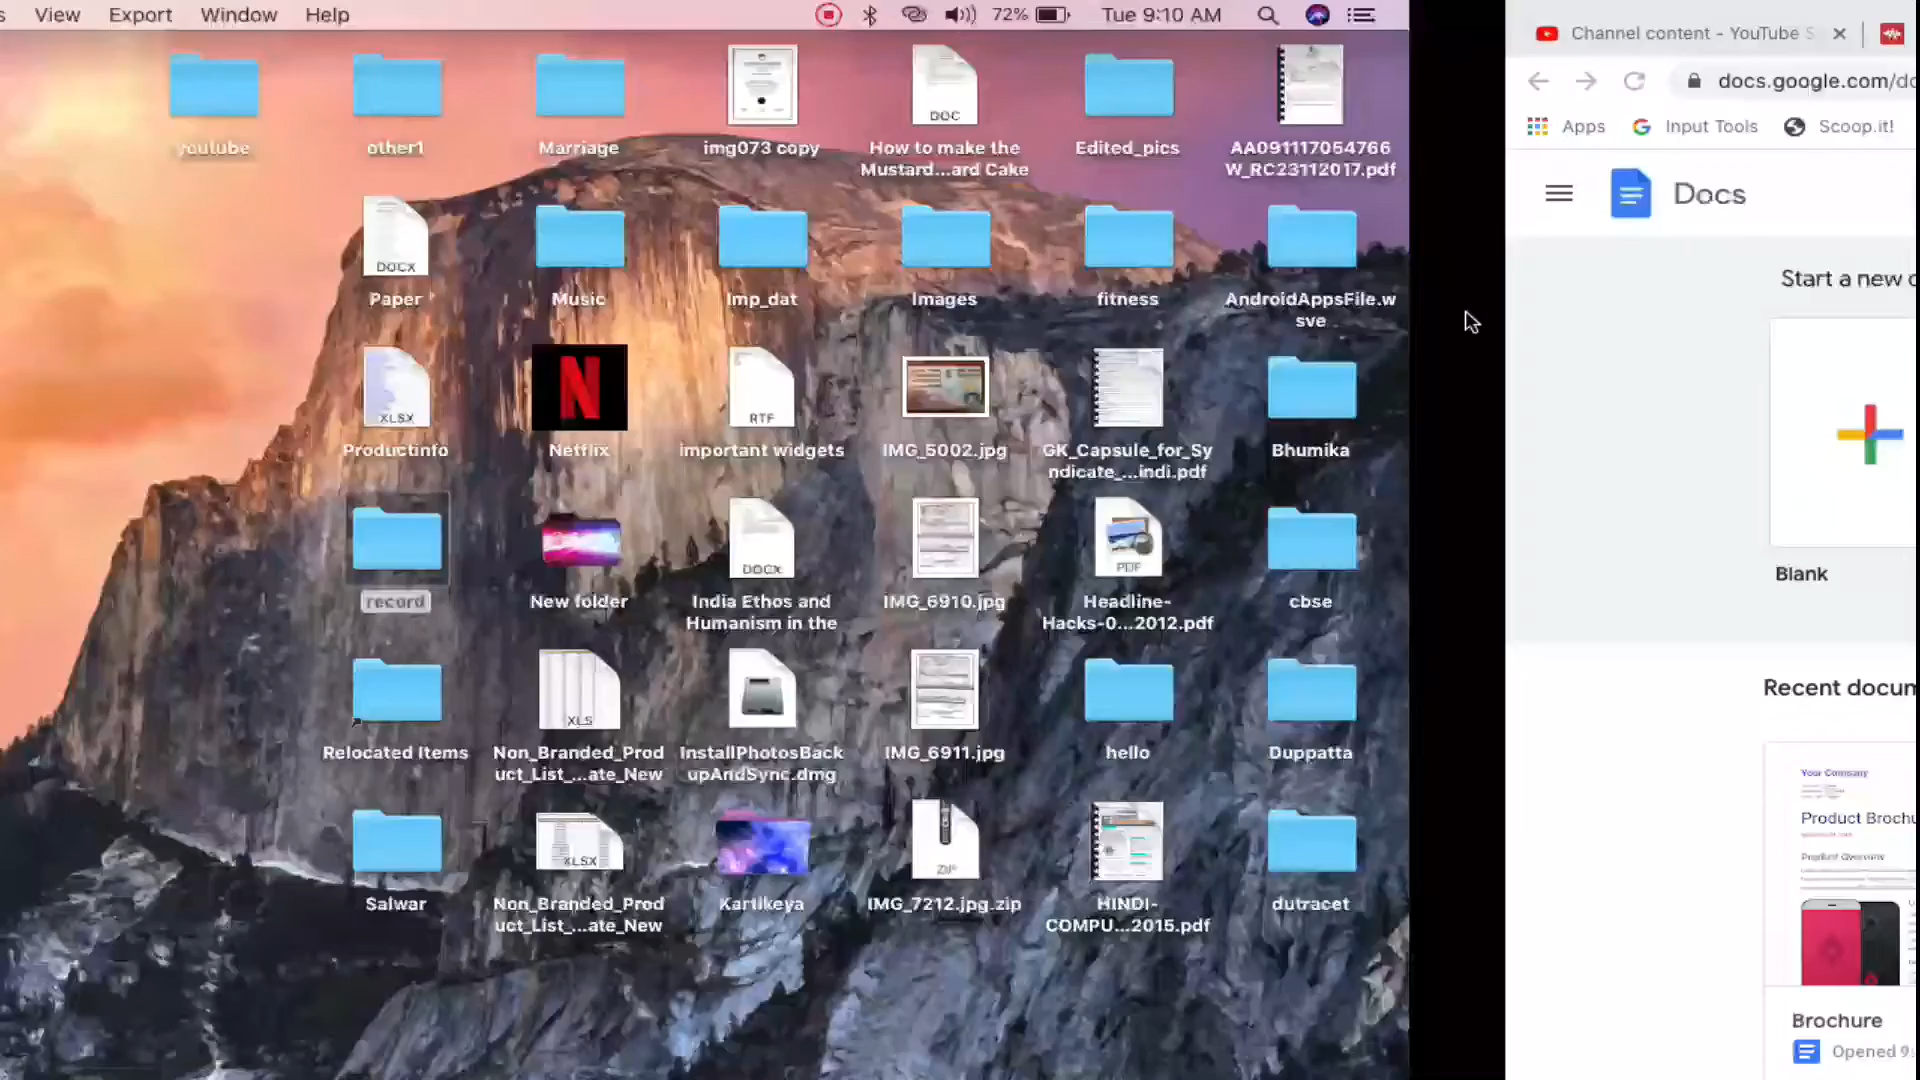 View Export Window Help 72% Tue 9:10 AM
youtube other1 Marriage img073 copy How to make the Edited_pics AA091117054766
Mustard...ard Cake W_RC23112017.pdf
DOC
DOCX
Paper Music Imp_dat Images fitness AndroidAppsFile.w
sve
XLSX RTF
Productinfo Netflix important widgets IMG_5002.jpg GK_Capsule_for_Sy Bhumika
ndicate_...indi.pdf
DOCX PDF
record New folder India Ethos and IMG_6910.jpg Headline- cbse
Humanism in the Hacks-0...2012.pdf
XLS
Relocated Items Non_Branded_Prod InstallPhotosBack IMG_6911.jpg hello Duppatta
uct_List_...ate_New upAndSync.dmg
XLSX ZIP
Salwar Non_Branded_Prod Kartikeya IMG_7212.jpg.zip HINDI- dutracet
uct_List_...ate_New COMPU...2015.pdf
Channel content - YouTube S
docs.google.com/do
Apps Input Tools Scoop.it!
Docs
Start a new
Blank
Recent docum
Your Company
Product Brochu
Product Overview
Brochure
Opened 9: